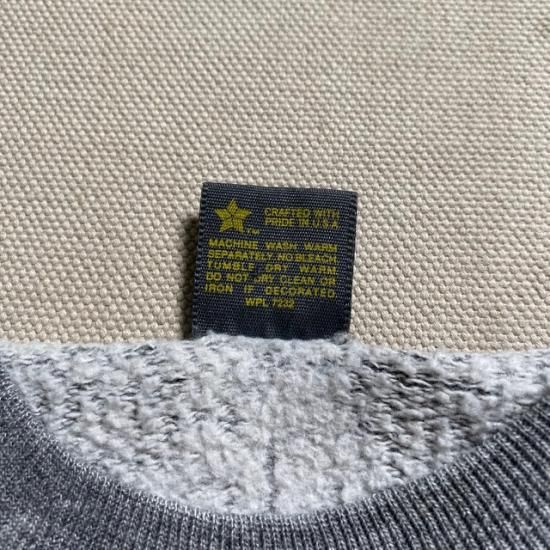 CRAFTED WITH
PRIDE IN U.S.A
TM
MACHINE WASH WARM
SEPARATELY. NO BLEACH
TUMBLE DRY WARM
DO NOT DRY CLEAN OR
IRON IF DECORATED.
WPL 7232